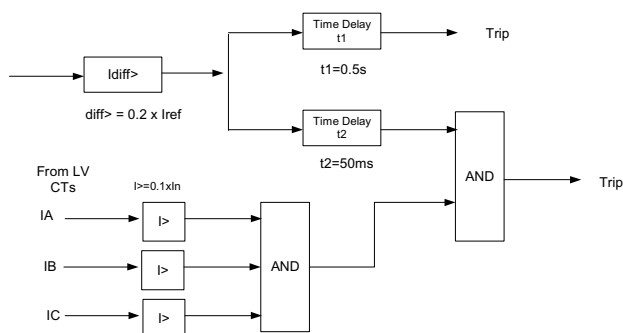 Time Delay
t1
Trip
Idiff>
t1=0.5s
diff> = 0.2 x Iref
Time Delay
t2
t2=50ms
AND
Trip
From LV
CTs
I>=0.1xIn
IA
I>
IB
I>
AND
IC
I>